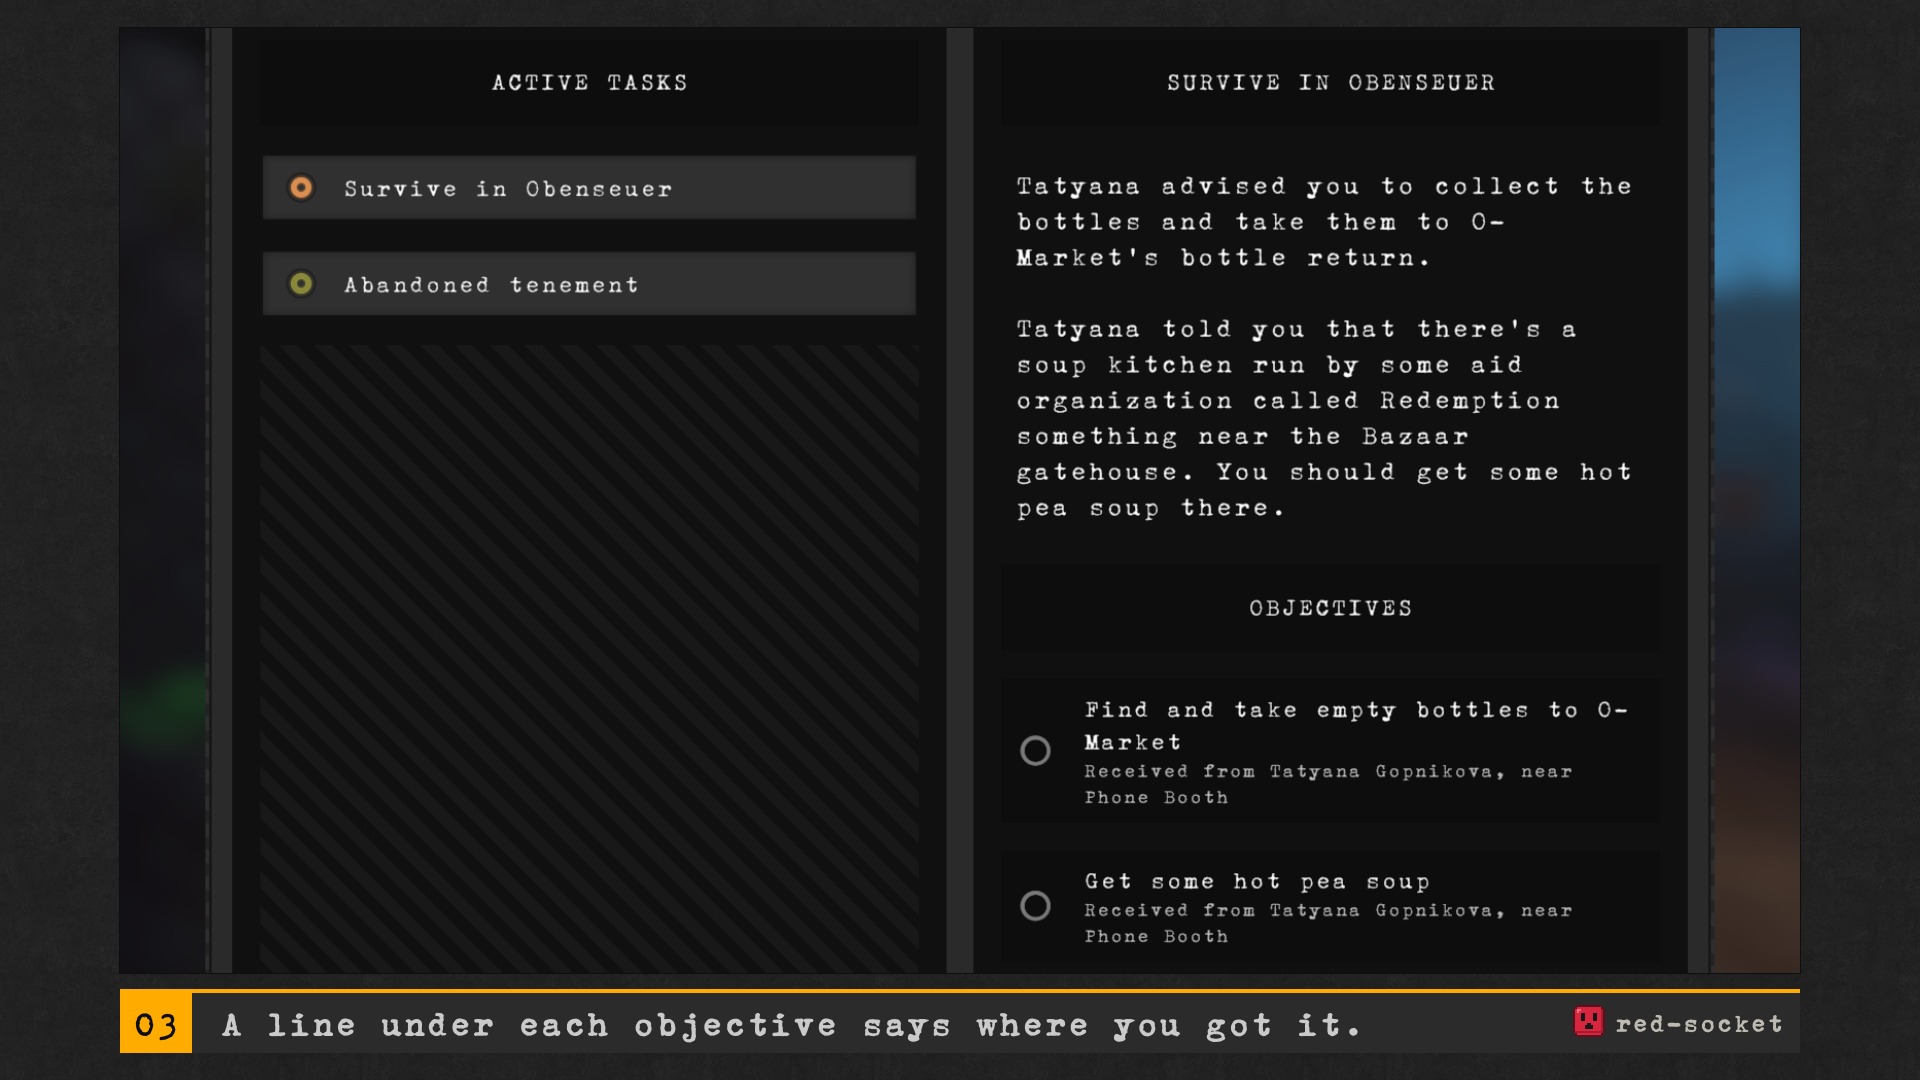 ACTIVE TASKS
Survive in Obenseuer
Abandoned tenement
SURVIVE IN OBENSEUER
Tatyana advised you to collect the
bottles and take them to O-
Market's bottle return.
Tatyana told you that there's a
soup kitchen run by some aid
organization called Redemption
something near the Bazaar
gatehouse. You should get some hot
pea soup there.
OBJECTIVES
Find and take empty bottles to O-
Market
Received from Tatyana Gopnikova, near
Phone Booth
Get some hot pea soup
Received from Tatyana Gopnikova, near
Phone Booth
03 A line under each objective says where you got it.
red-socket